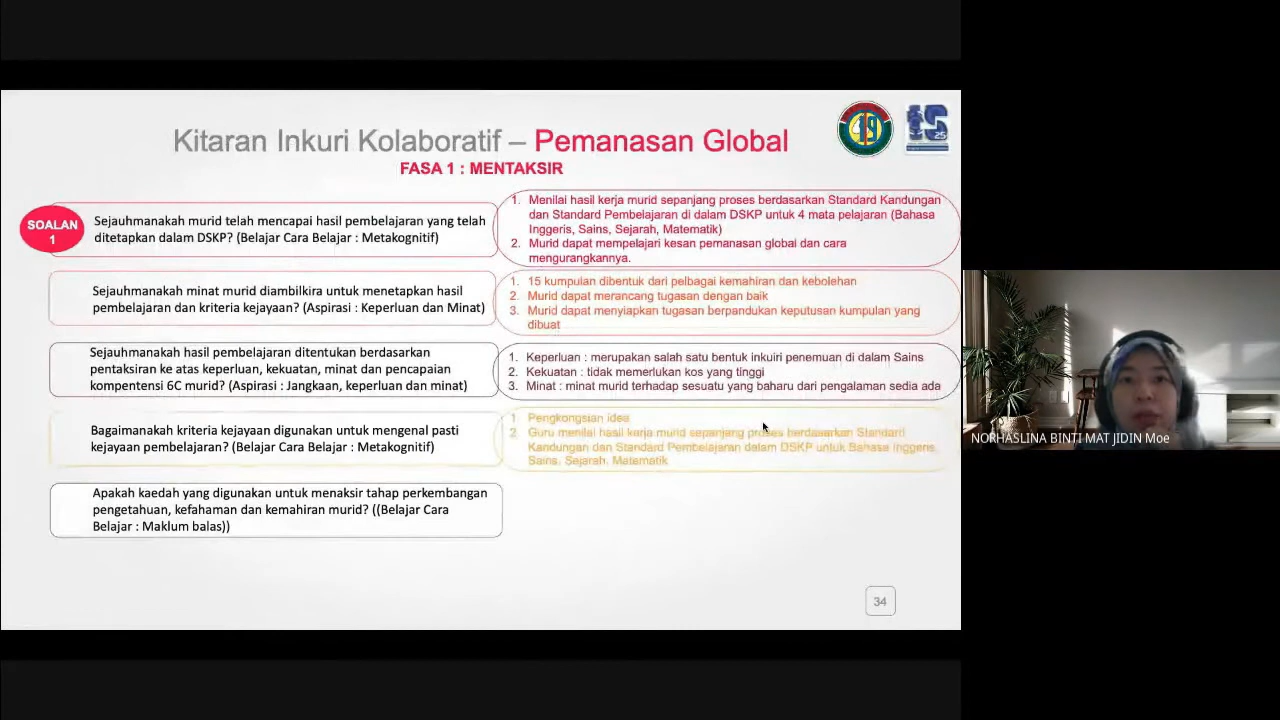 Kitaran Inkuri Kolaboratif – Pemanasan Global
FASA 1 : MENTAKSIR
SOALAN
1
Sejauhmanakah murid telah mencapai hasil pembelajaran yang telah
ditetapkan dalam DSKP? (Belajar Cara Belajar : Metakognitif)
1. Menilai hasil kerja murid sepanjang proses berdasarkan Standard Kandungan
dan Standard Pembelajaran di dalam DSKP untuk 4 mata pelajaran (Bahasa
Inggeris, Sains, Sejarah, Matematik)
2. Murid dapat mempelajari kesan pemanasan global dan cara
mengurangkannya.
Sejauhmanakah minat murid diambilkira untuk menetapkan hasil
pembelajaran dan kriteria kejayaan? (Aspirasi : Keperluan dan Minat)
1. 15 kumpulan dibentuk dari pelbagai kemahiran dan kebolehan
2. Murid dapat merancang tugasan dengan baik
3. Murid dapat menyiapkan tugasan berpandukan keputusan kumpulan yang
dibuat
Sejauhmanakah hasil pembelajaran ditentukan berdasarkan
pentaksiran ke atas keperluan, kekuatan, minat dan pencapaian
kompentensi 6C murid? (Aspirasi : Jangkaan, keperluan dan minat)
1. Keperluan : merupakan salah satu bentuk inkuiri penemuan di dalam Sains
2. Kekuatan : tidak memerlukan kos yang tinggi
3. Minat : minat murid terhadap sesuatu yang baharu dari pengalaman sedia ada
Bagaimanakah kriteria kejayaan digunakan untuk mengenal pasti
kejayaan pembelajaran? (Belajar Cara Belajar : Metakognitif)
1. Pengkongsian idea
2. Guru menilai hasil kerja murid sepanjang proses berdasarkan Standard
Kandungan dan Standard Pembelajaran dalam DSKP untuk Bahasa Inggeris,
Sains, Sejarah, Matematik
Apakah kaedah yang digunakan untuk menaksir tahap perkembangan
pengetahuan, kefahaman dan kemahiran murid? ((Belajar Cara
Belajar : Maklum balas))
34
NORHASLINA BINTI MAT JIDIN Moe